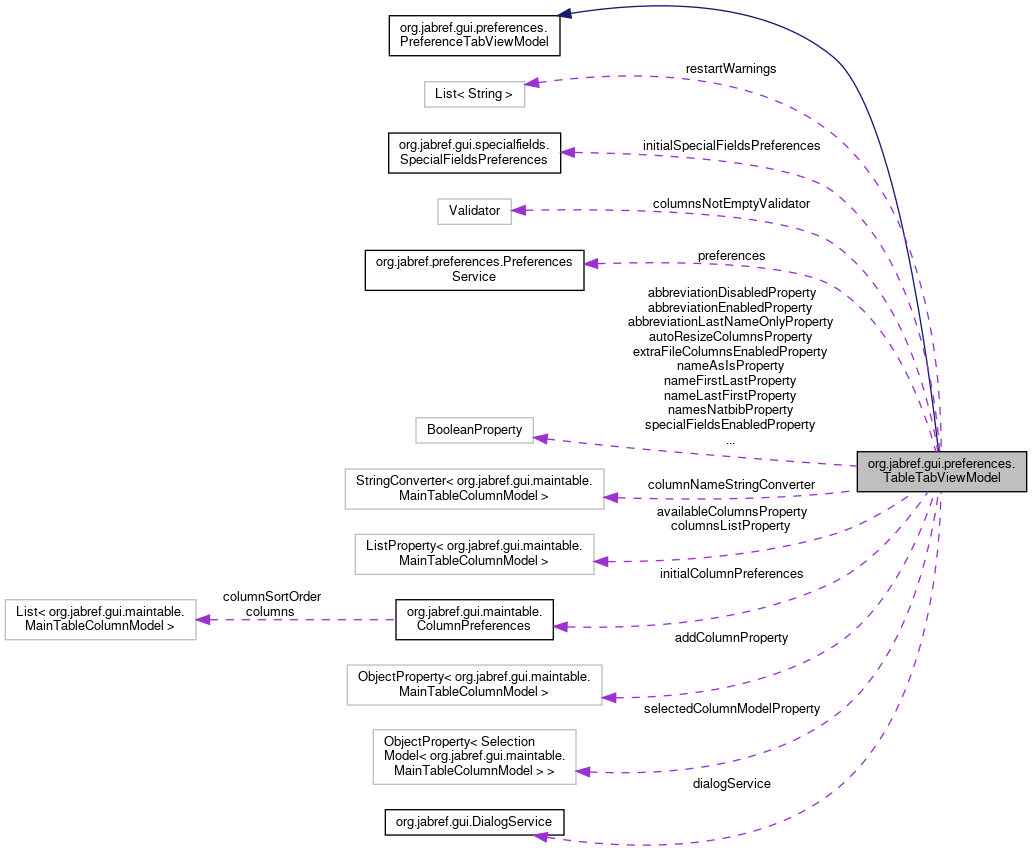 org.jabref.gui.preferences.
PreferenceTabViewModel
restartWarnings
List< String >
org.jabref.gui.specialfields.
SpecialFieldsPreferences
initialSpecialFieldsPreferences
Validator
columnsNotEmptyValidator
org.jabref.preferences.Preferences
Service
preferences
abbreviationDisabledProperty
abbreviationEnabledProperty
abbreviationLastNameOnlyProperty
autoResizeColumnsProperty
extraFileColumnsEnabledProperty
nameAsIsProperty
nameFirstLastProperty
nameLastFirstProperty
namesNatbibProperty
specialFieldsEnabledProperty
...
BooleanProperty
org.jabref.gui.preferences.
TableTabViewModel
StringConverter< org.jabref.gui.maintable.
MainTableColumnModel >
columnNameStringConverter
availableColumnsProperty
columnsListProperty
ListProperty< org.jabref.gui.maintable.
MainTableColumnModel >
initialColumnPreferences
List< org.jabref.gui.maintable.
MainTableColumnModel >
columnSortOrder
columns
org.jabref.gui.maintable.
ColumnPreferences
addColumnProperty
ObjectProperty< org.jabref.gui.maintable.
MainTableColumnModel >
selectedColumnModelProperty
ObjectProperty< Selection
Model< org.jabref.gui.maintable.
MainTableColumnModel > >
dialogService
org.jabref.gui.DialogService